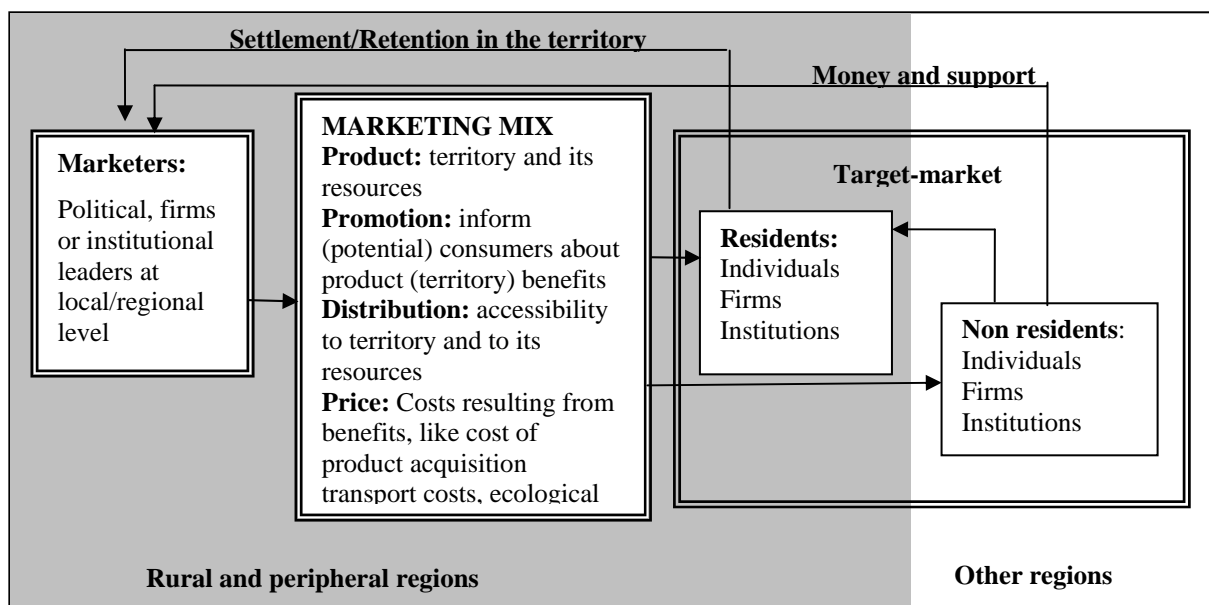 Settlement/Retention in the territory
Money and support
Marketers:
Political, firms
or institutional
leaders at
local/regional
level
MARKETING MIX
Product: territory and its
resources
Promotion: inform
(potential) consumers about
product (territory) benefits
Distribution: accessibility
to territory and to its
resources
Price: Costs resulting from
benefits, like cost of
product acquisition
transport costs, ecological
Target-market
Residents:
Individuals
Firms
Institutions
Non residents:
Individuals
Firms
Institutions
Rural and peripheral regions
Other regions